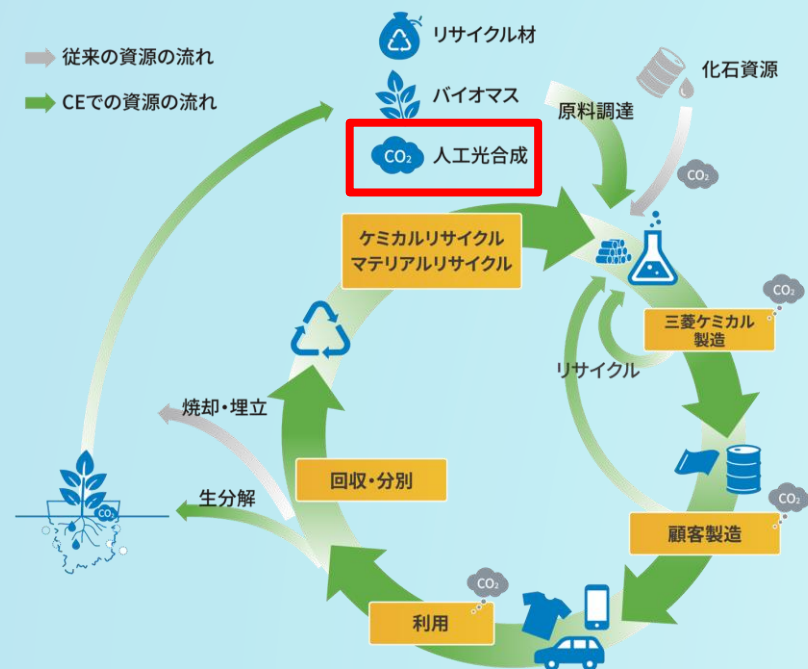 リサイクル材
従来の資源の流れ
化石資源
CEでの資源の流れ
バイオマス
原料調達
CO₂
人工光合成
CO₂
ケミカルリサイクル
マテリアルリサイクル
CO₂
三菱ケミカル
製造
リサイクル
焼却・埋立
回収・分別
生分解
CO₂
CO₂
顧客製造
CO₂
利用